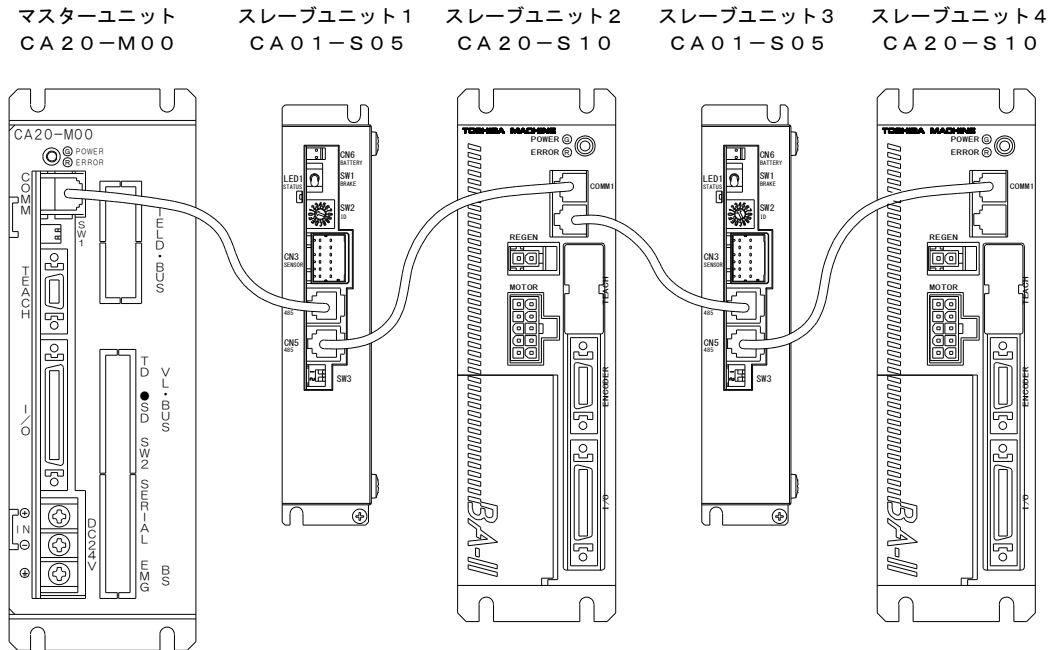 マスターユニット
CA20-M00
スレーブユニット1
CA01-S05
スレーブユニット2
CA20-S10
スレーブユニット3
CA01-S05
スレーブユニット4
CA20-S10
CA20-M00
G POWER
R ERROR
COMM
SW1
TEACH
I/O
IELD・BUS
TD ● SD SW2 SERIAL EMG
VL・BUS
BS
⊕
IN
⊖
⊕
DC24V
CN6
BATTERY
LED1
STATUS
SW1
BRAKE
SW2
ID
CN3
SENSOR
485
CN5
485
SW3
TOSHIBA MACHINE
POWER G
ERROR R
COMM1
REGEN
MOTOR
TEACH
ENCODER
I/O
BA-III
CN6
BATTERY
LED1
STATUS
SW1
BRAKE
SW2
ID
CN3
SENSOR
485
CN5
485
SW3
TOSHIBA MACHINE
POWER G
ERROR R
COMM1
REGEN
MOTOR
TEACH
ENCODER
I/O
BA-III